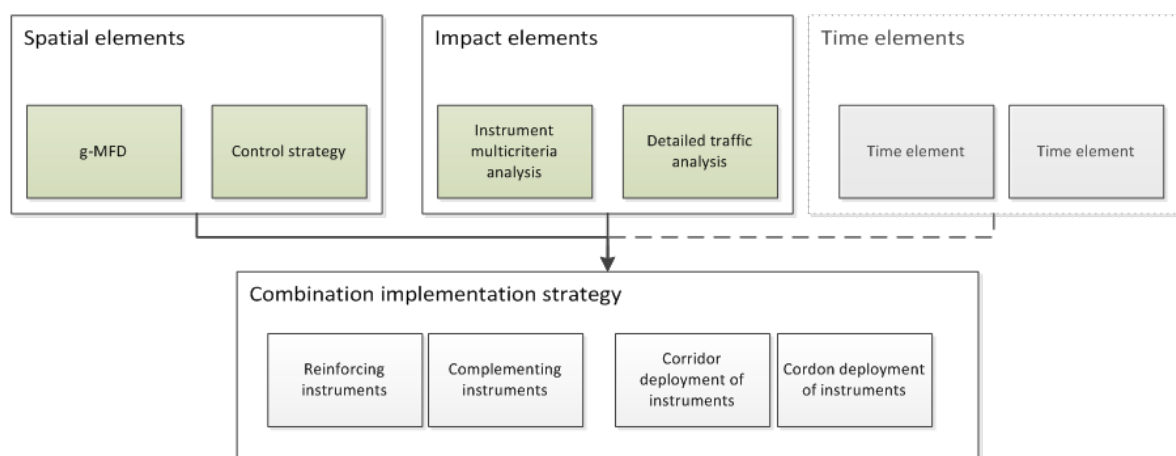 Spatial elements
g-MFD
Control strategy
Impact elements
Instrument
multicriteria
analysis
Detailed traffic
analysis
Time elements
Time element
Time element
Combination implementation strategy
Reinforcing
instruments
Complementing
instruments
Corridor
deployment of
instruments
Cordon deployment
of instruments